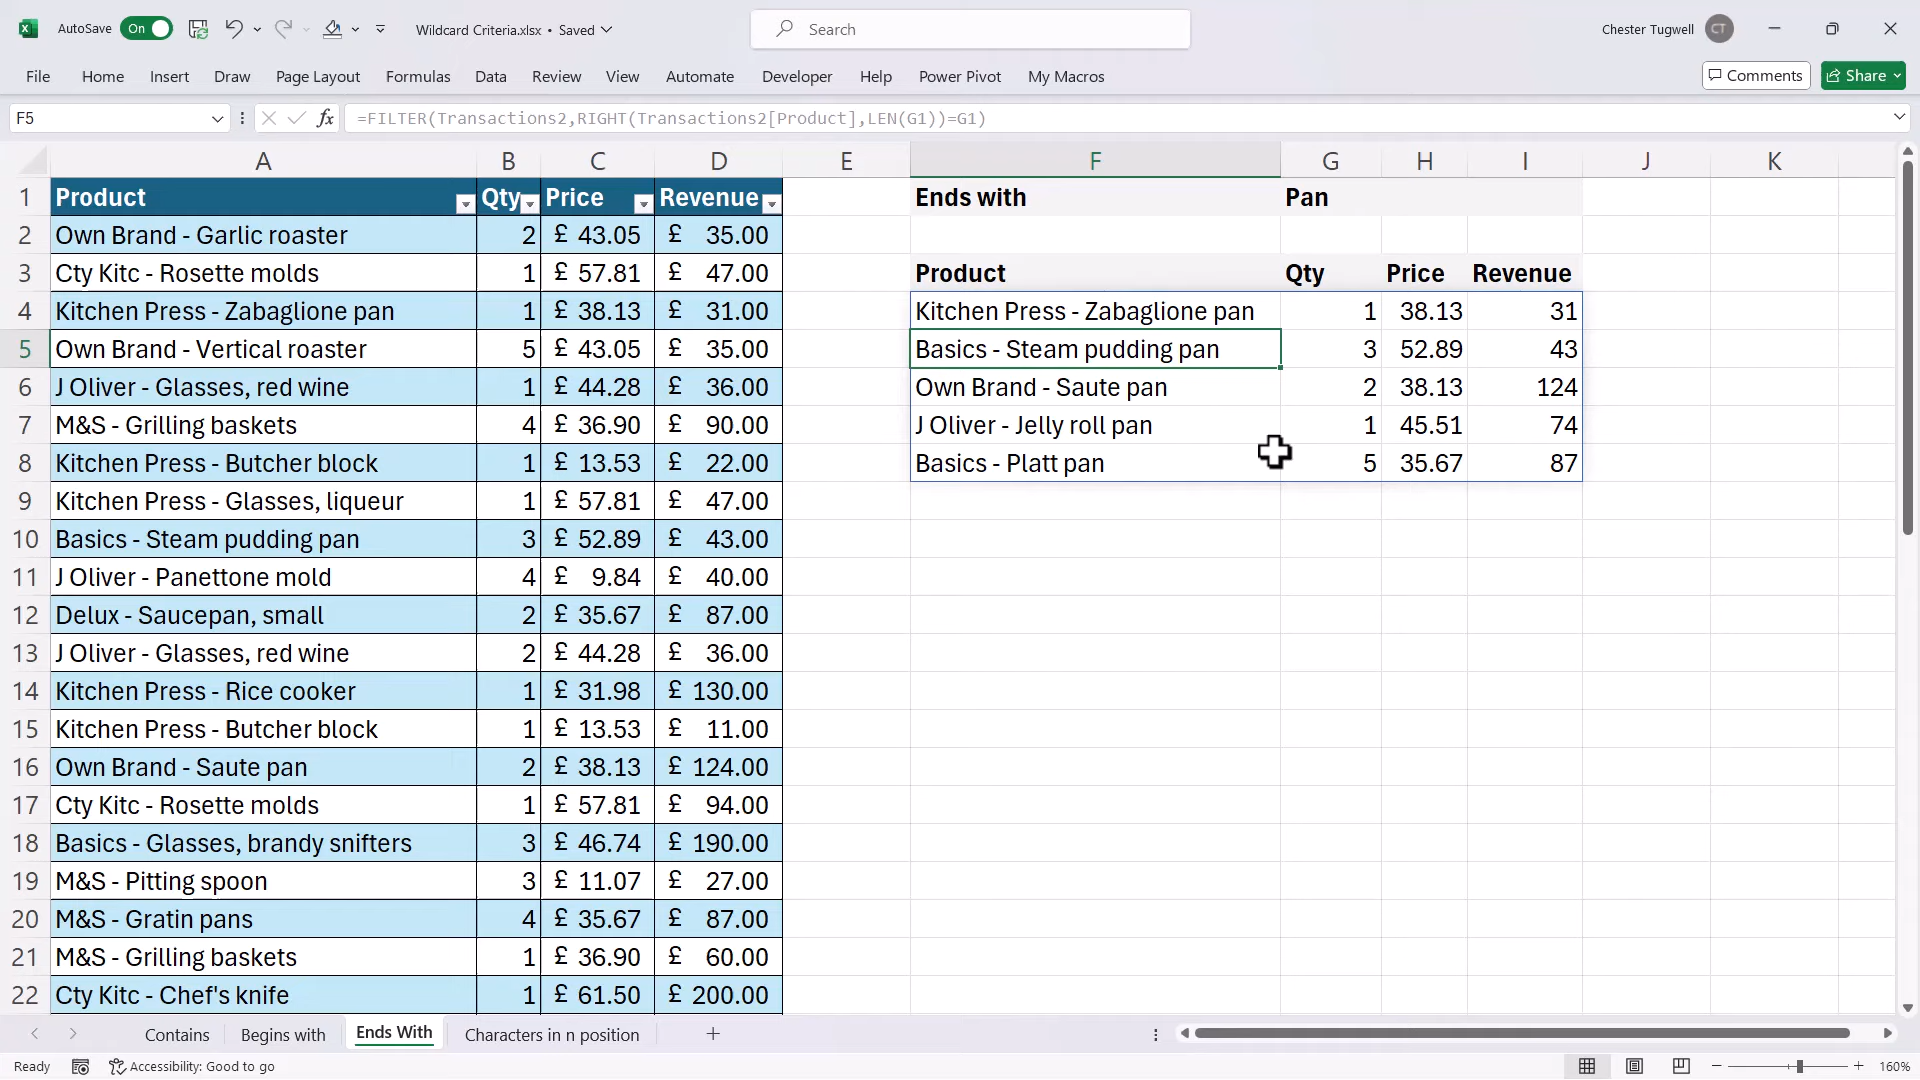 AutoSave On Wildcard Criteria.xlsx • Saved Search Chester Tugwell CT
File Home Insert Draw Page Layout Formulas Data Review View Automate Developer Help Power Pivot My Macros Comments Share
F5 fx =FILTER(Transactions2,RIGHT(Transactions2[Product],LEN(G1))=G1)
A B C D E F G H I J K
1 Product Qty Price Revenue Ends with Pan
2 Own Brand - Garlic roaster 2 £ 43.05 £ 35.00
3 Cty Kitc - Rosette molds 1 £ 57.81 £ 47.00 Product Qty Price Revenue
4 Kitchen Press - Zabaglione pan 1 £ 38.13 £ 31.00 Kitchen Press - Zabaglione pan 1 38.13 31
5 Own Brand - Vertical roaster 5 £ 43.05 £ 35.00 Basics - Steam pudding pan 3 52.89 43
6 J Oliver - Glasses, red wine 1 £ 44.28 £ 36.00 Own Brand - Saute pan 2 38.13 124
7 M&S - Grilling baskets 4 £ 36.90 £ 90.00 J Oliver - Jelly roll pan 1 45.51 74
8 Kitchen Press - Butcher block 1 £ 13.53 £ 22.00 Basics - Platt pan 5 35.67 87
9 Kitchen Press - Glasses, liqueur 1 £ 57.81 £ 47.00
10 Basics - Steam pudding pan 3 £ 52.89 £ 43.00
11 J Oliver - Panettone mold 4 £ 9.84 £ 40.00
12 Delux - Saucepan, small 2 £ 35.67 £ 87.00
13 J Oliver - Glasses, red wine 2 £ 44.28 £ 36.00
14 Kitchen Press - Rice cooker 1 £ 31.98 £ 130.00
15 Kitchen Press - Butcher block 1 £ 13.53 £ 11.00
16 Own Brand - Saute pan 2 £ 38.13 £ 124.00
17 Cty Kitc - Rosette molds 1 £ 57.81 £ 94.00
18 Basics - Glasses, brandy snifters 3 £ 46.74 £ 190.00
19 M&S - Pitting spoon 3 £ 11.07 £ 27.00
20 M&S - Gratin pans 4 £ 35.67 £ 87.00
21 M&S - Grilling baskets 1 £ 36.90 £ 60.00
22 Cty Kitc - Chef's knife 1 £ 61.50 £ 200.00
Contains Begins with Ends With Characters in n position
Ready Accessibility: Good to go 160%